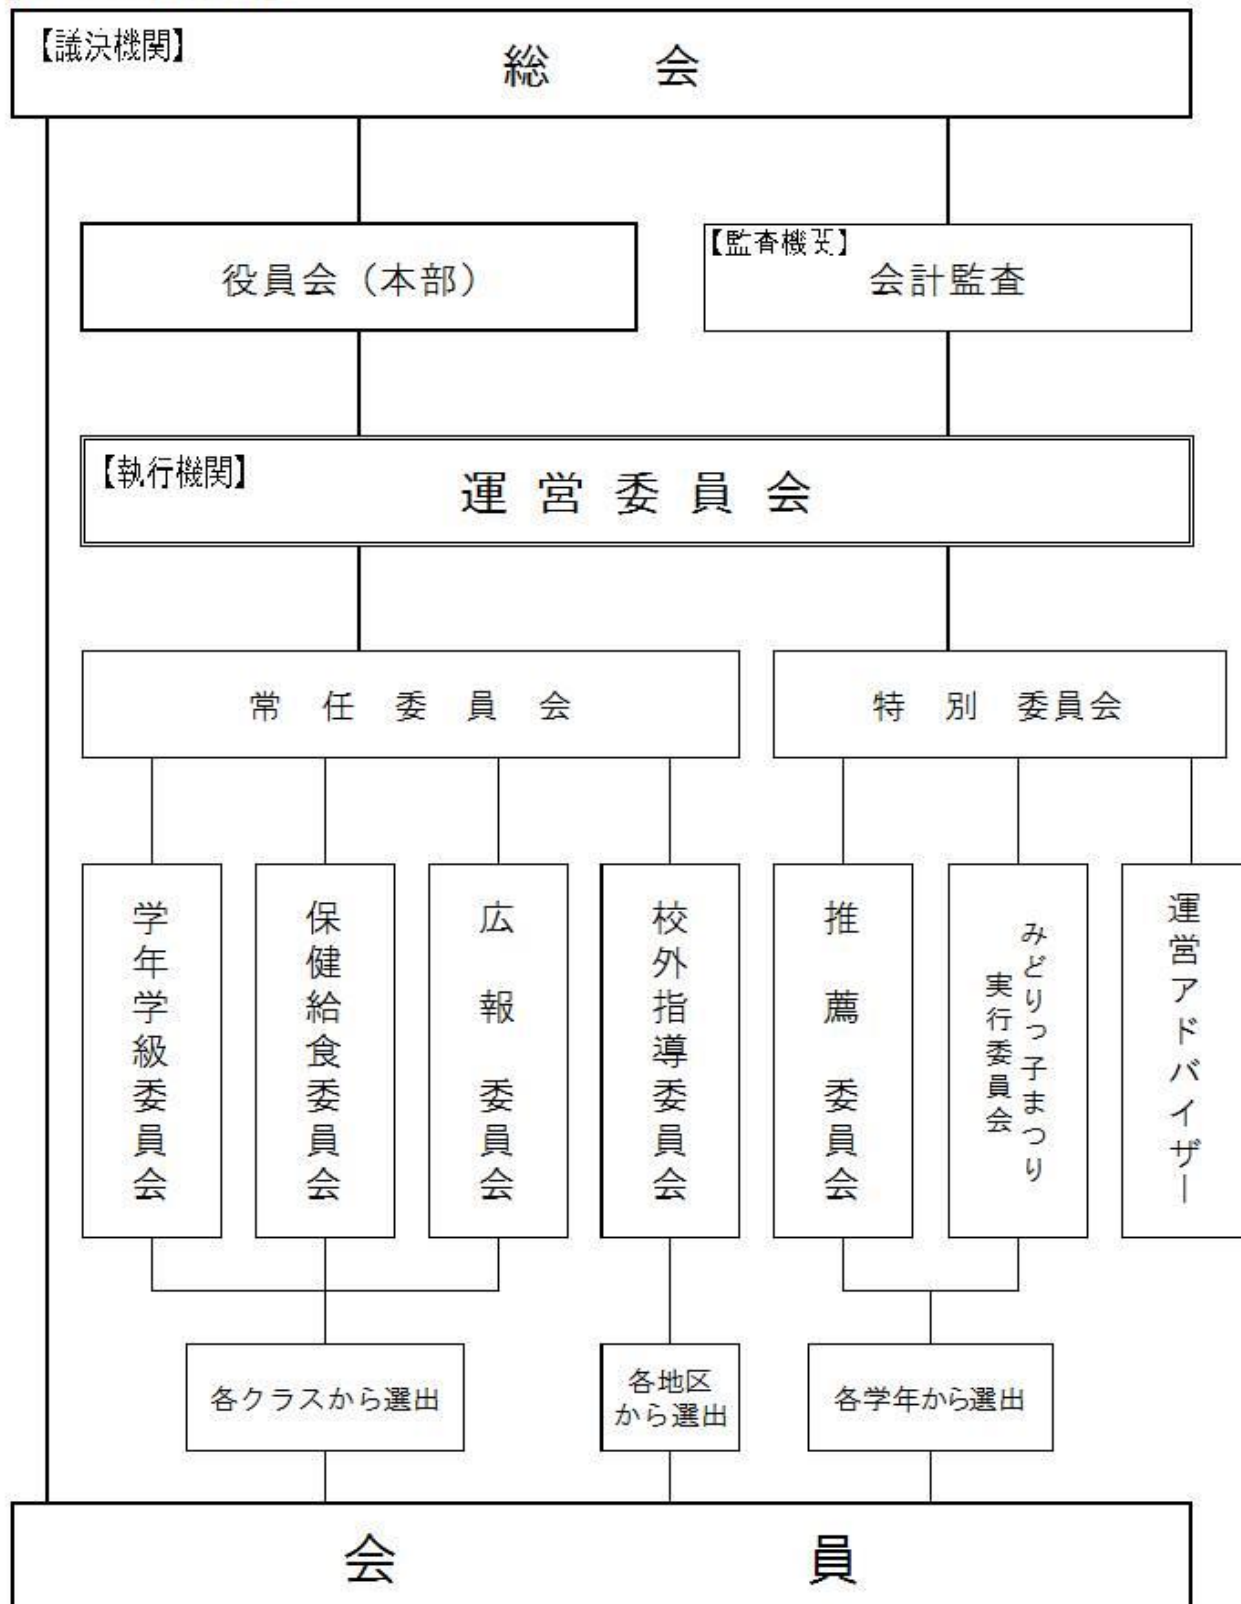 【議決機関】
総会
役員会（本部）
【監査機関】
会計監査
【執行機関】
運営委員会
常任委員会
特別委員会
学年学級委員会
保健給食委員会
広報委員会
校外指導委員会
推薦委員会
みどりっ子まつり
実行委員会
運営アドバイザー
各クラスから選出
各地区
から選出
各学年から選出
会員